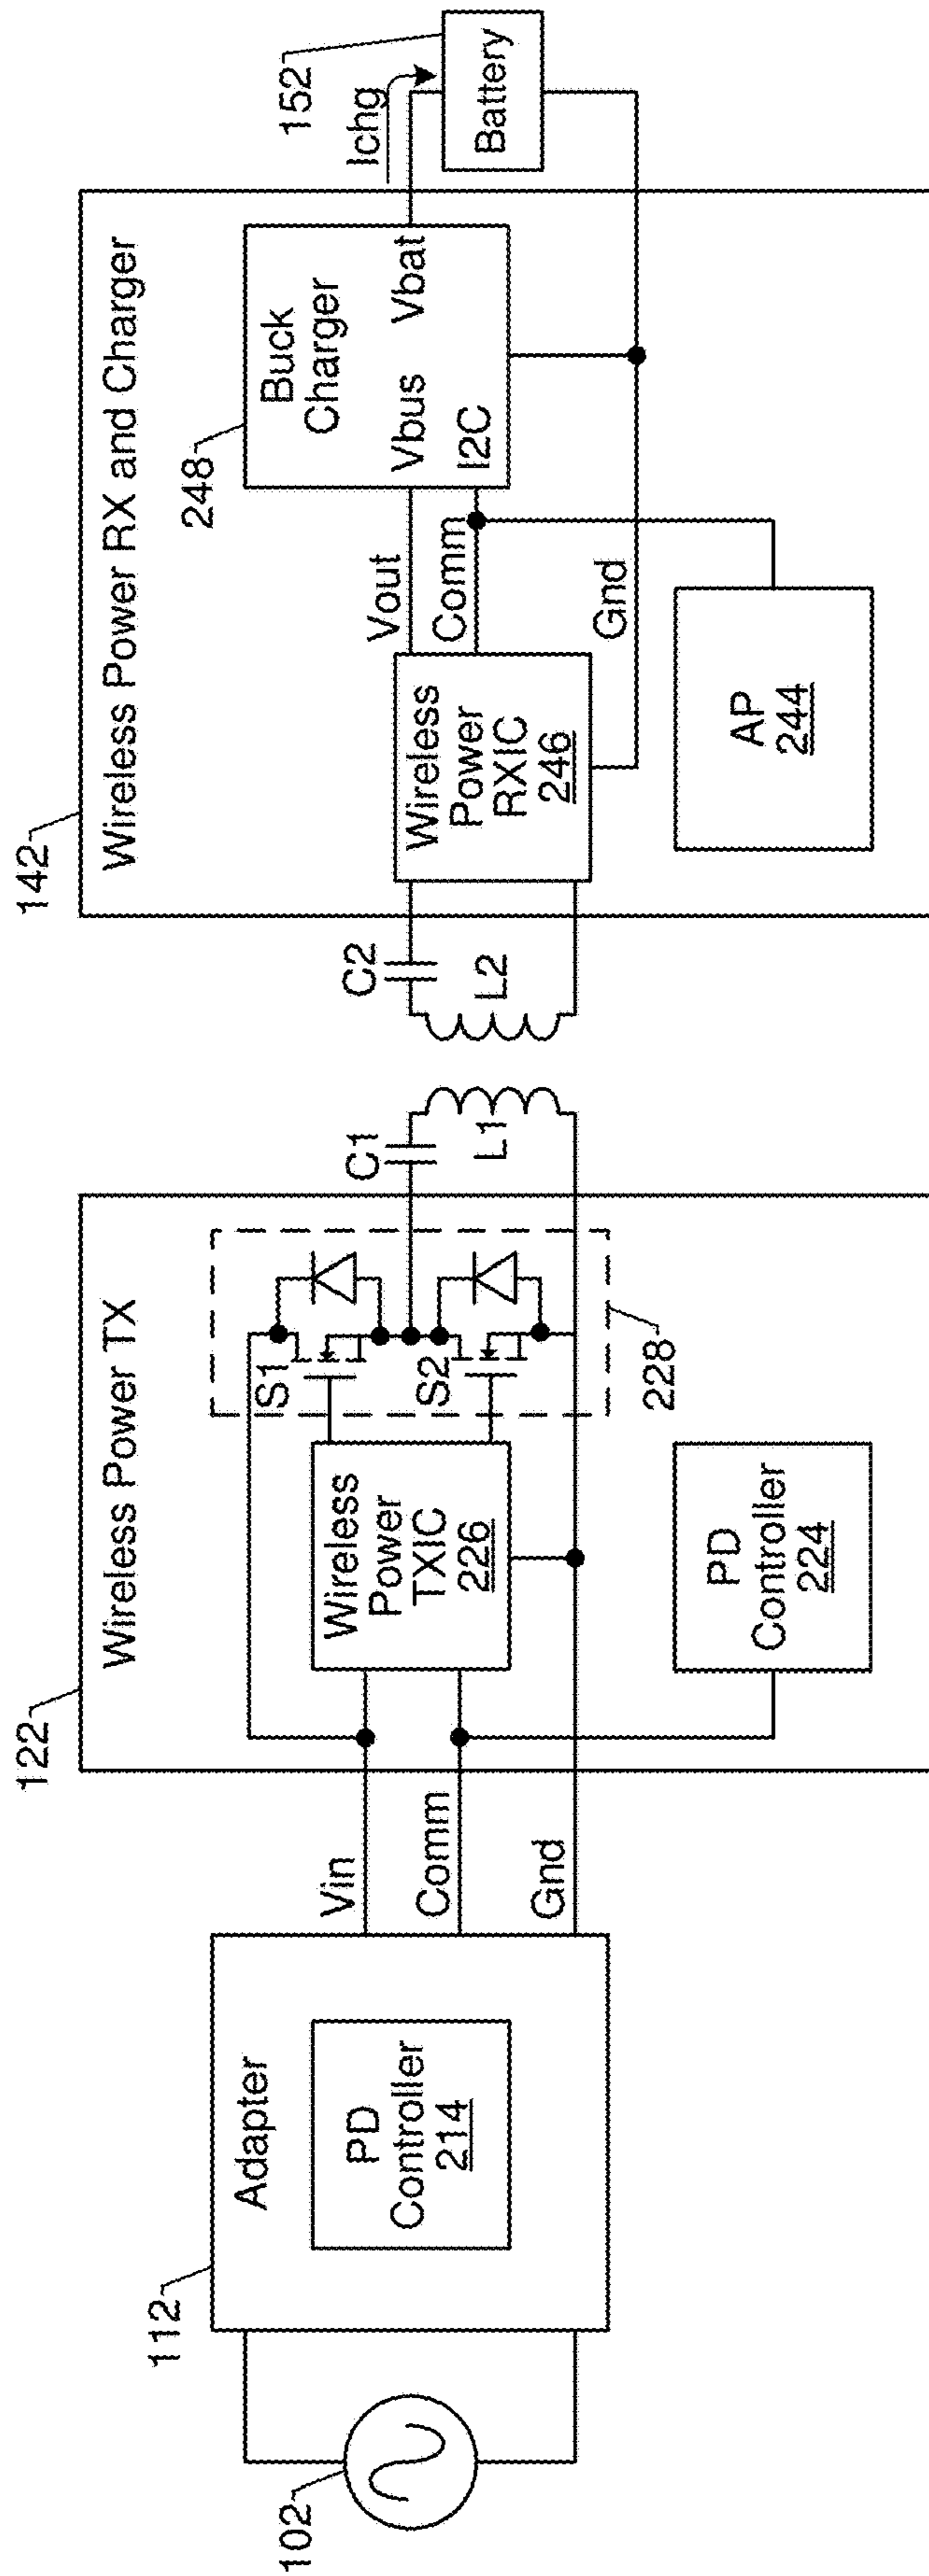 102
112
Adapter
PD
Controller
214
Vin
Comm
Gnd
122
Wireless Power TX
Wireless
Power
TXIC
226
S1
S2
228
PD
Controller
224
C1
L1
C2
L2
142
Wireless Power RX and Charger
Wireless
Power
RXIC
246
Vout
Comm
Gnd
AP
244
248
Buck
Charger
Vbus Vbat
I2C
Ichg
152
Battery